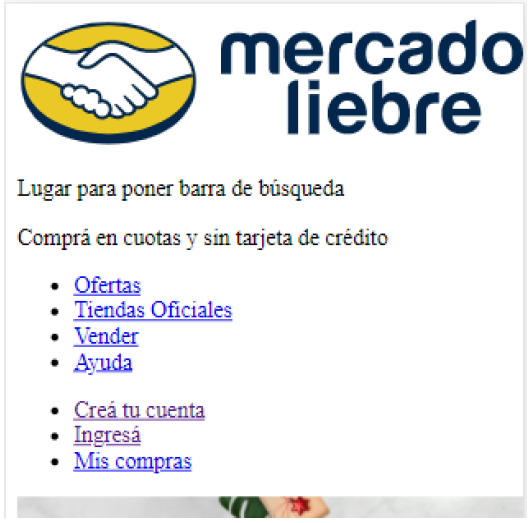 mercado
liebre
Lugar para poner barra de búsqueda
Comprá en cuotas y sin tarjeta de crédito
Ofertas
Tiendas Oficiales
Vender
Ayuda
Creá tu cuenta
Ingresá
Mis compras